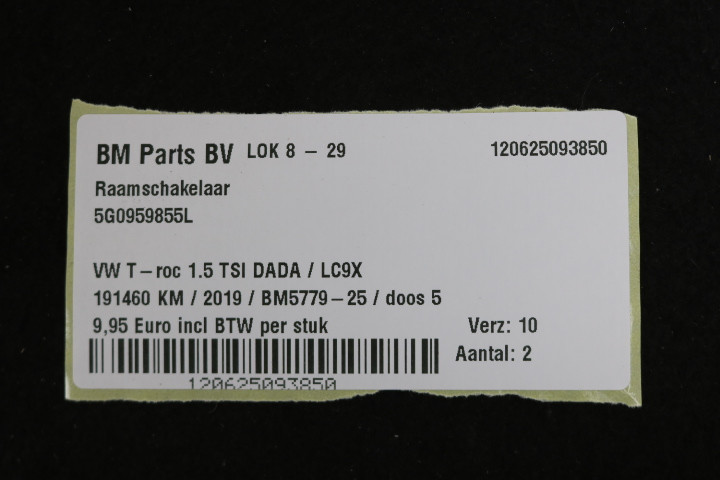 BM Parts BV LOK 8 - 29 120625093850
Raamschakelaar
5G0959855L
VW T-roc 1.5 TSI DADA / LC9X
191460 KM / 2019 / BM5779-25 / doos 5
9,95 Euro incl BTW per stuk Verz: 10
Aantal: 2
120625093850